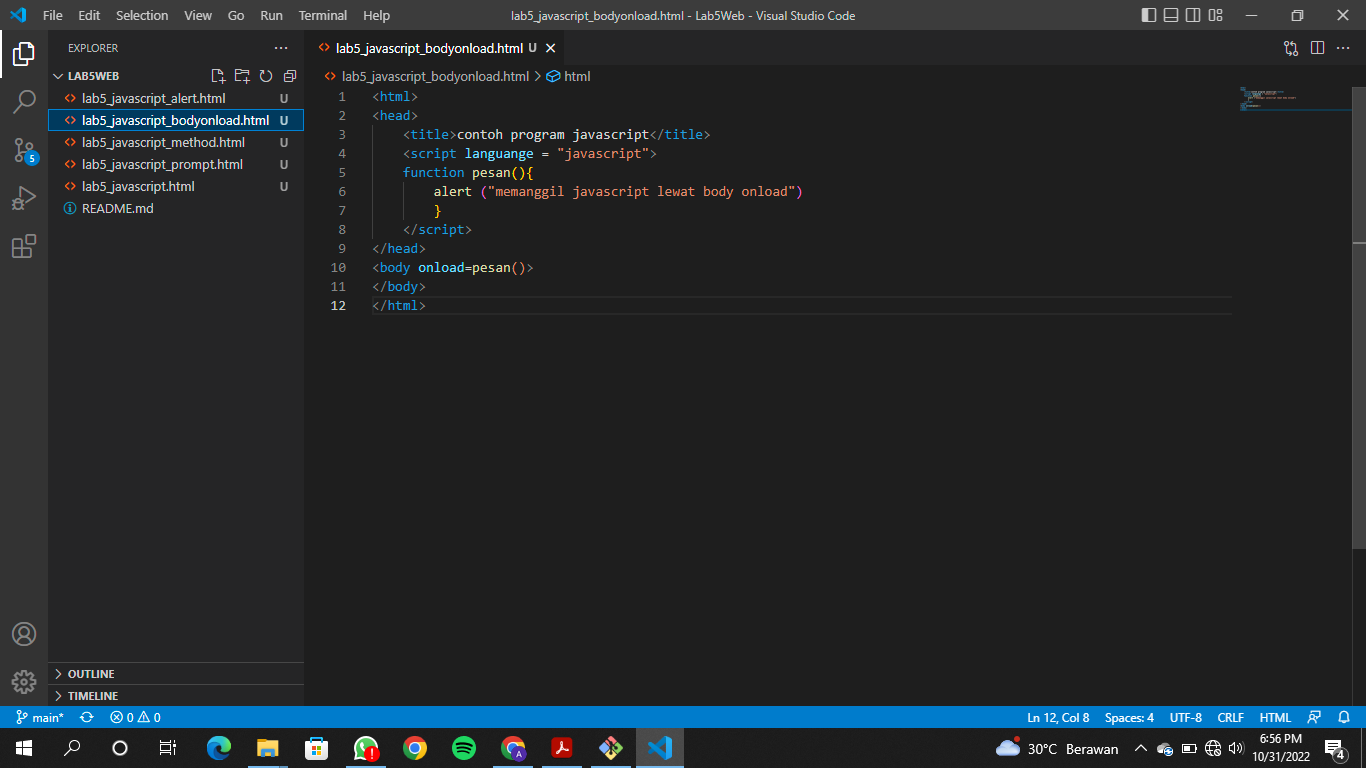 File Edit Selection View Go Run Terminal Help
lab5_javascript_bodyonload.html - Lab5Web - Visual Studio Code
EXPLORER
LAB5WEB
lab5_javascript_alert.html U
lab5_javascript_bodyonload.html U
lab5_javascript_method.html U
lab5_javascript_prompt.html U
lab5_javascript.html U
README.md
5
OUTLINE
TIMELINE
lab5_javascript_bodyonload.html U
lab5_javascript_bodyonload.html > html
1 <html>
2 <head>
3 <title>contoh program javascript</title>
4 <script languange = "javascript">
5 function pesan(){
6 alert ("memanggil javascript lewat body onload")
7 }
8 </script>
9 </head>
10 <body onload=pesan()>
11 </body>
12 </html>
main* 0 0
Ln 12, Col 8 Spaces: 4 UTF-8 CRLF HTML
A
30°C Berawan
6:56 PM
10/31/2022
4